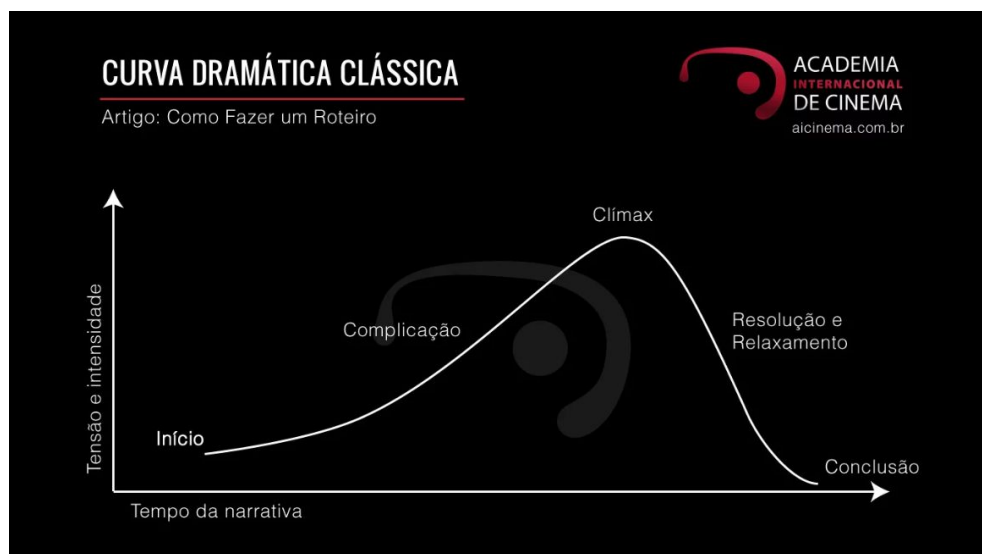 CURVA DRAMÁTICA CLÁSSICA
Artigo: Como Fazer um Roteiro
ACADEMIA
INTERNACIONAL
DE CINEMA
aicinema.com.br
Tensão e intensidade
Clímax
Complicação
Resolução e
Relaxamento
Início
Conclusão
Tempo da narrativa